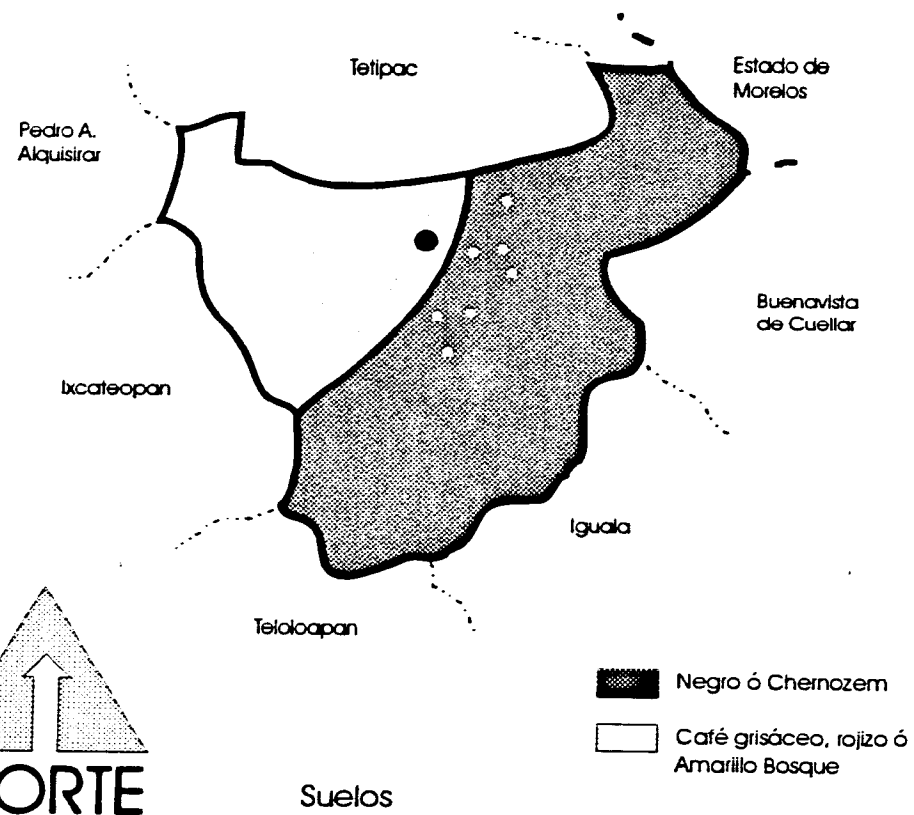 Tetipac
Estado de
Morelos
Pedro A.
Alquisirar
Buenavista
de Cuellar
Ixcateopan
Iguala
Teloloapan
Negro ó Chernozem
Café grisáceo, rojizo ó
Amarillo Bosque
ORTE
Suelos